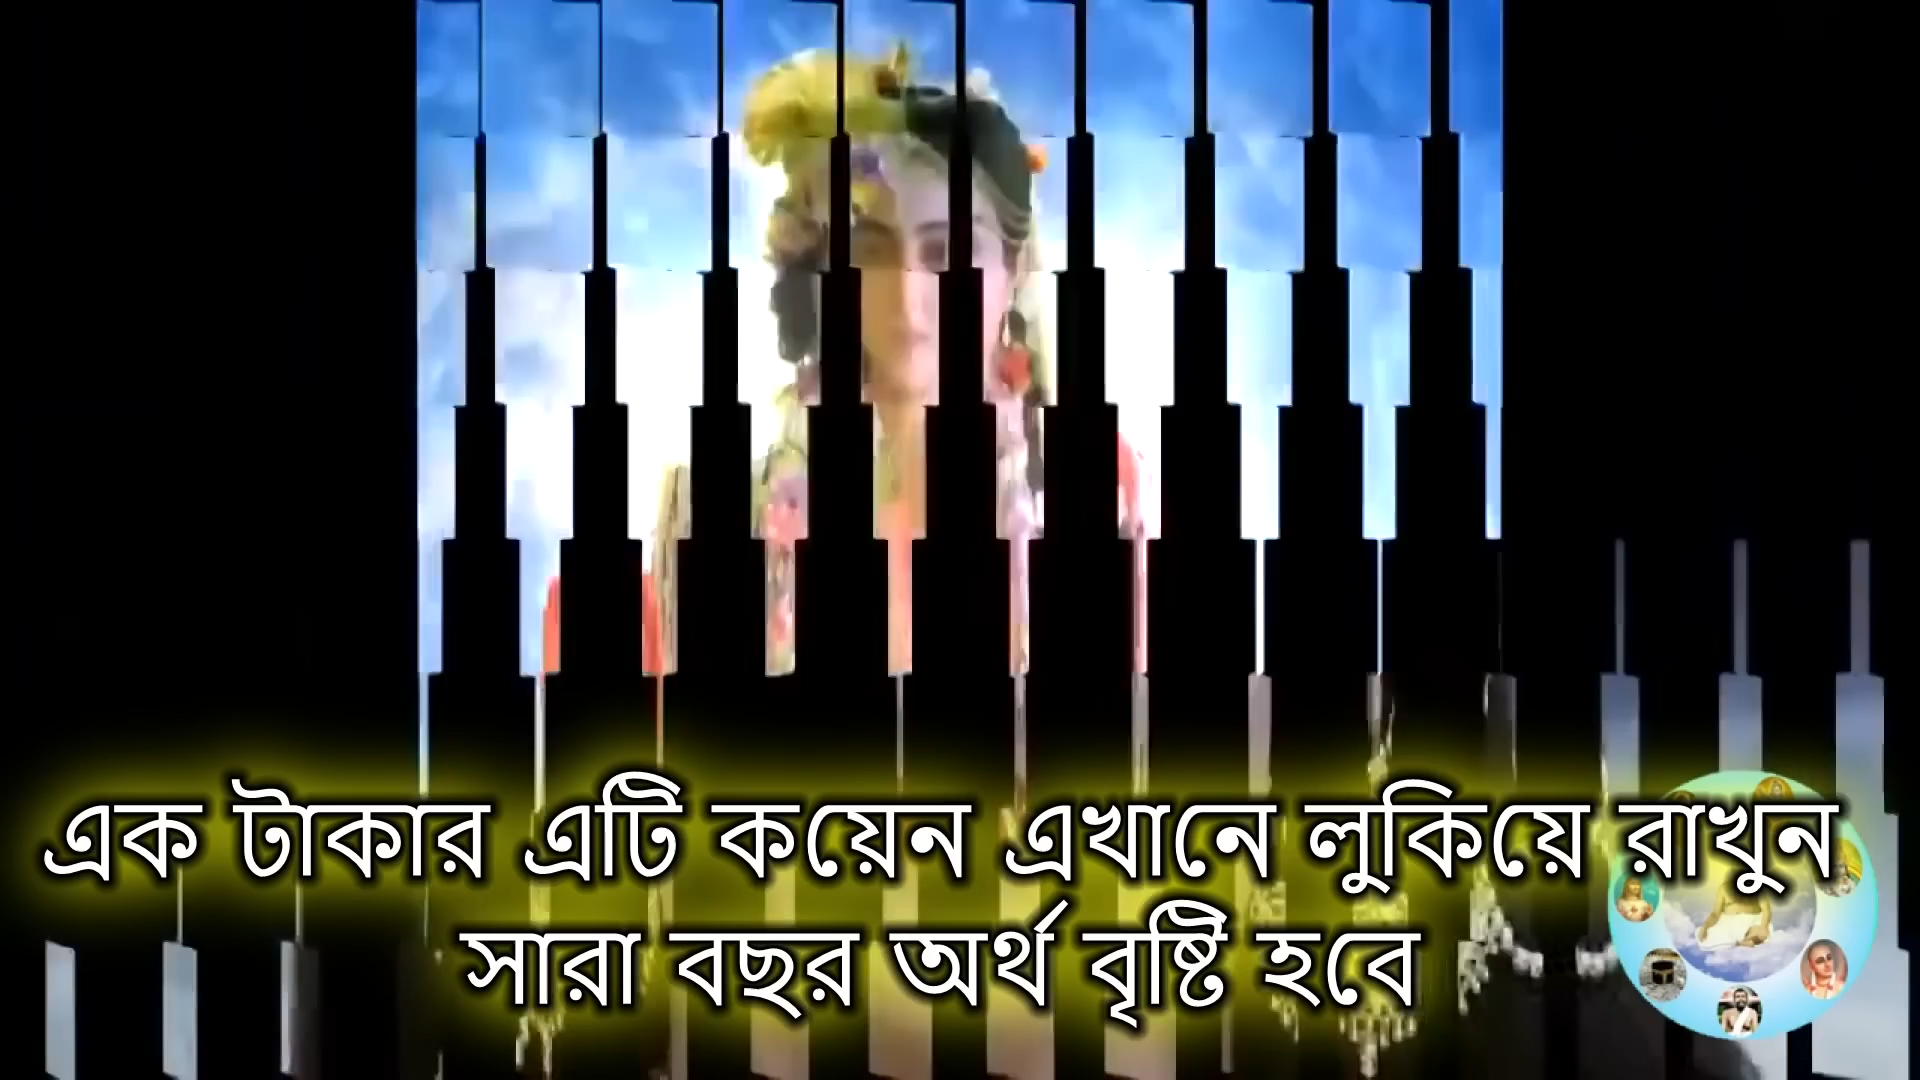 এক টাকার এটি কয়েন এখানে লুকিয়ে রাখুন
সারা বছর অর্থ বৃষ্টি হবে